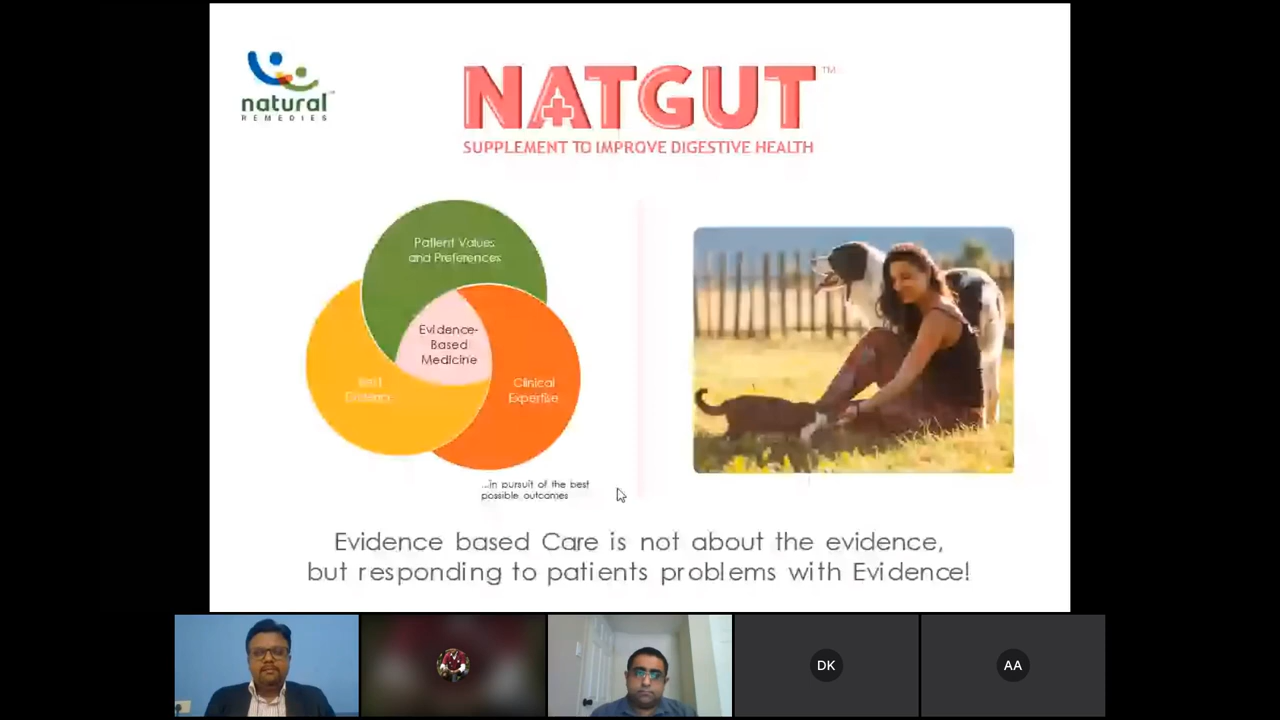 natural
REMEDIES
NATGUT™
SUPPLEMENT TO IMPROVE DIGESTIVE HEALTH
Patient Values
and Preferences
Evidence-
Based
Medicine
Clinical
Expertise
...in pursuit of the best
possible outcomes
Evidence based Care is not about the evidence,
but responding to patients problems with Evidence!
DK
AA